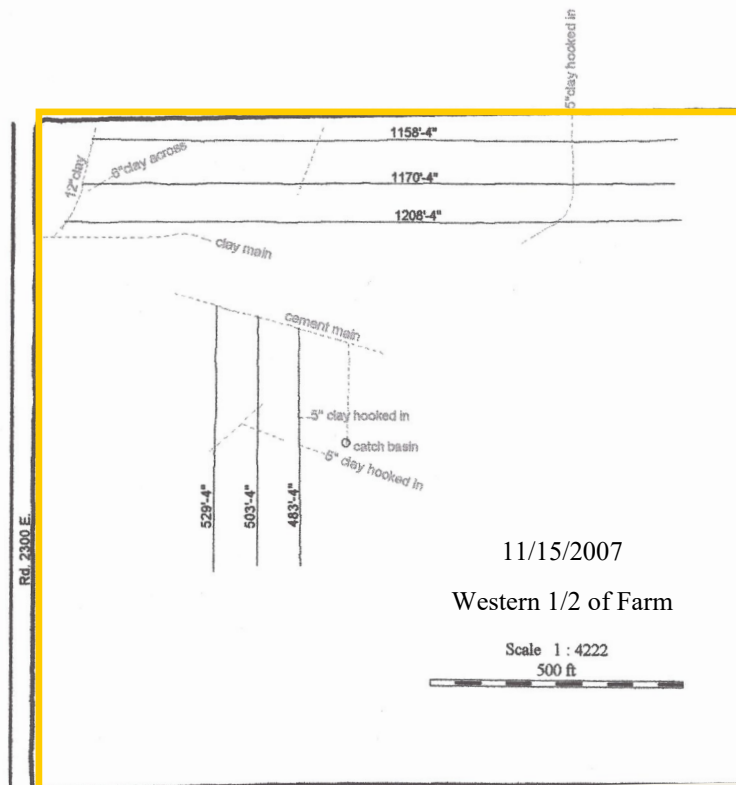 5"clay hooked in
1158'-4"
12"clay
6"clay across
1170'-4"
1208'-4"
clay main
cement main
5" clay hooked in
catch basin
5" clay hooked in
529'-4"
503'-4"
483'-4"
Rd. 2300 E.
11/15/2007
Western 1/2 of Farm
Scale 1 : 4222
500 ft